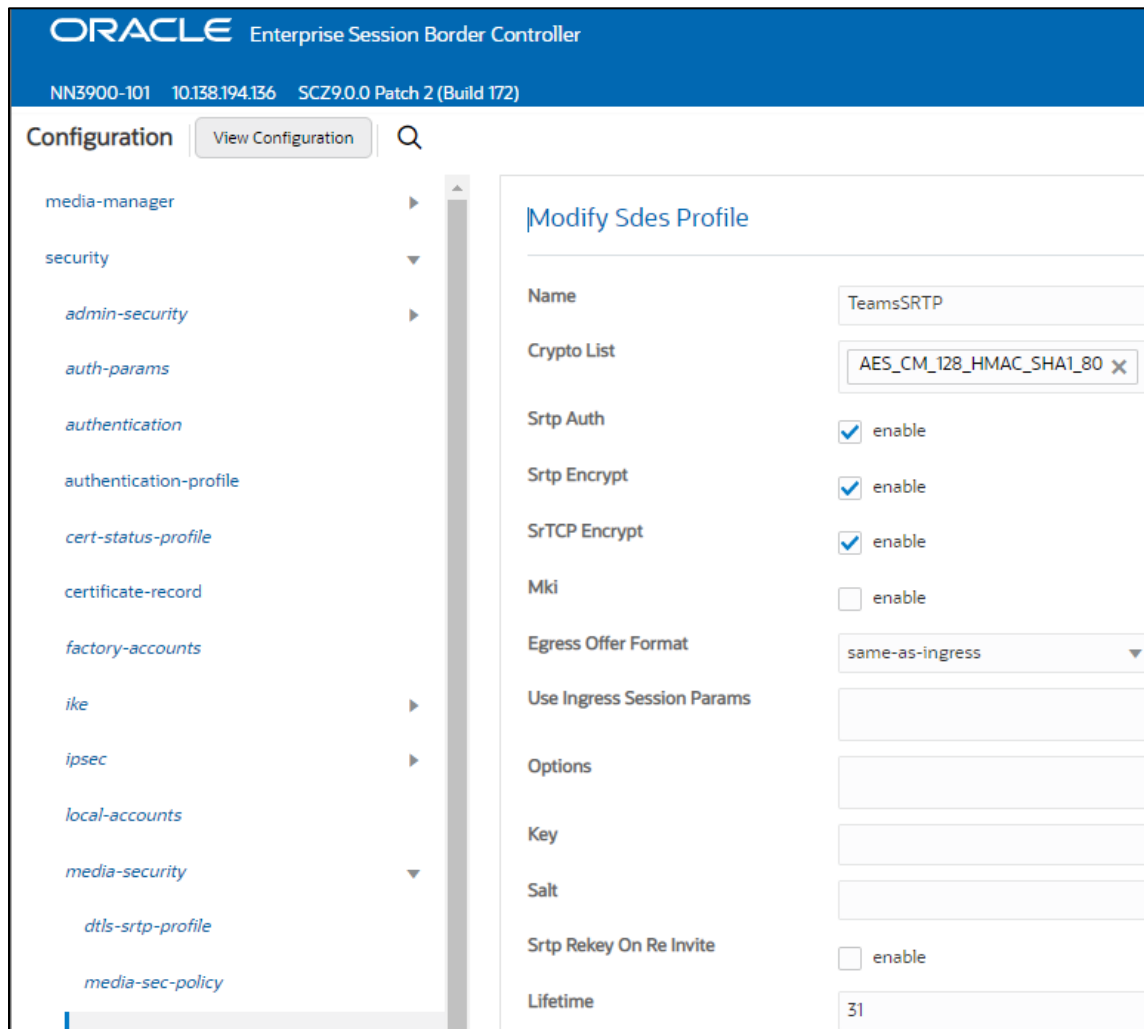 ORACLE Enterprise Session Border Controller
NN3900-101 10.138.194.136 SCZ9.0.0 Patch 2 (Build 172)
Configuration View Configuration
media-manager
security
admin-security
auth-params
authentication
authentication-profile
cert-status-profile
certificate-record
factory-accounts
ike
ipsec
local-accounts
media-security
dtls-srtp-profile
media-sec-policy
Modify Sdes Profile
Name TeamsSRTP
Crypto List AES_CM_128_HMAC_SHA1_80
Srtp Auth enable
Srtp Encrypt enable
SrTCP Encrypt enable
Mki enable
Egress Offer Format same-as-ingress
Use Ingress Session Params
Options
Key
Salt
Srtp Rekey On Re Invite enable
Lifetime 31